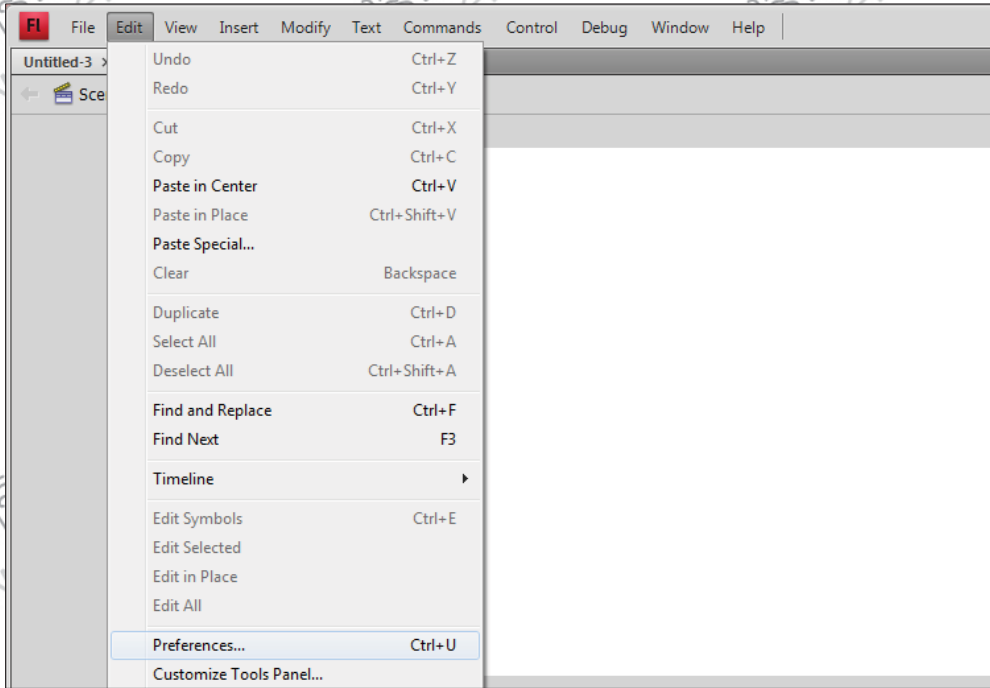 Fl File Edit View Insert Modify Text Commands Control Debug Window Help
Untitled-3 ×
Sce
Undo Ctrl+Z
Redo Ctrl+Y
Cut Ctrl+X
Copy Ctrl+C
Paste in Center Ctrl+V
Paste in Place Ctrl+Shift+V
Paste Special...
Clear Backspace
Duplicate Ctrl+D
Select All Ctrl+A
Deselect All Ctrl+Shift+A
Find and Replace Ctrl+F
Find Next F3
Timeline
Edit Symbols Ctrl+E
Edit Selected
Edit in Place
Edit All
Preferences... Ctrl+U
Customize Tools Panel...